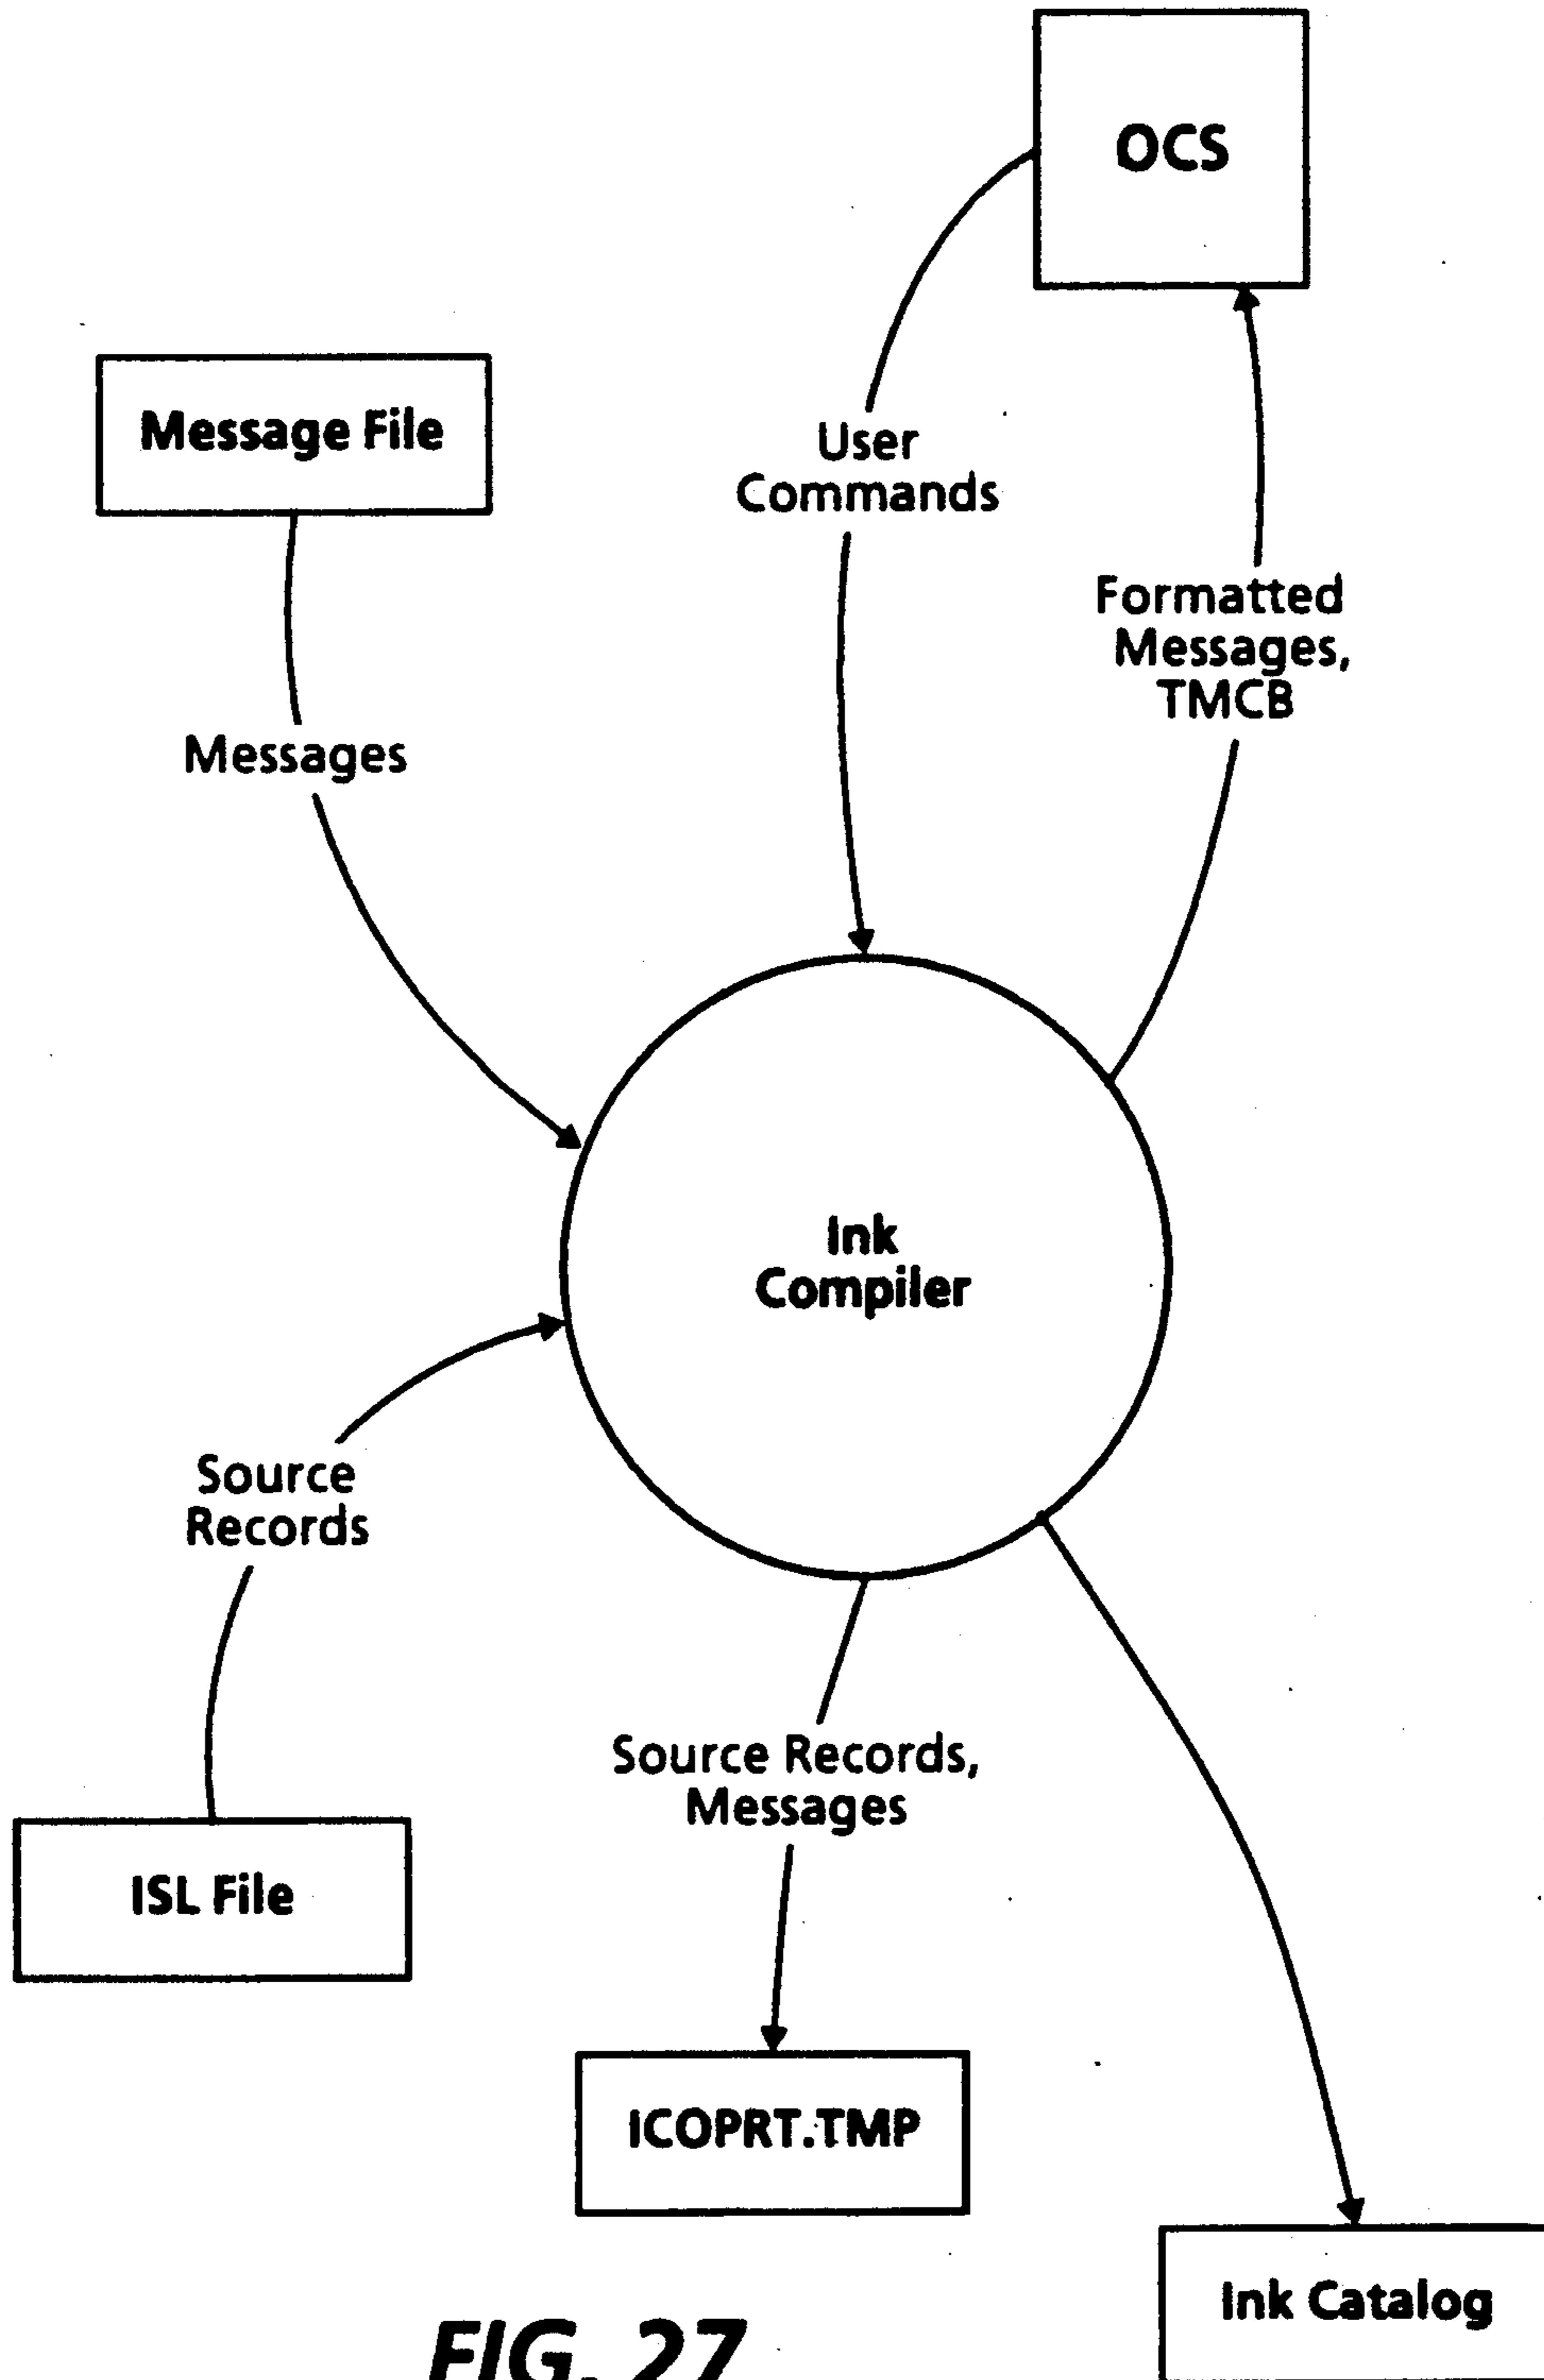 OCS
Message File
User
Commands
Formatted
Messages,
TMCB
Messages
Ink
Compiler
Source
Records
Source Records,
Messages
ISL File
ICOPRT.TMP
Ink Catalog
FIG. 27